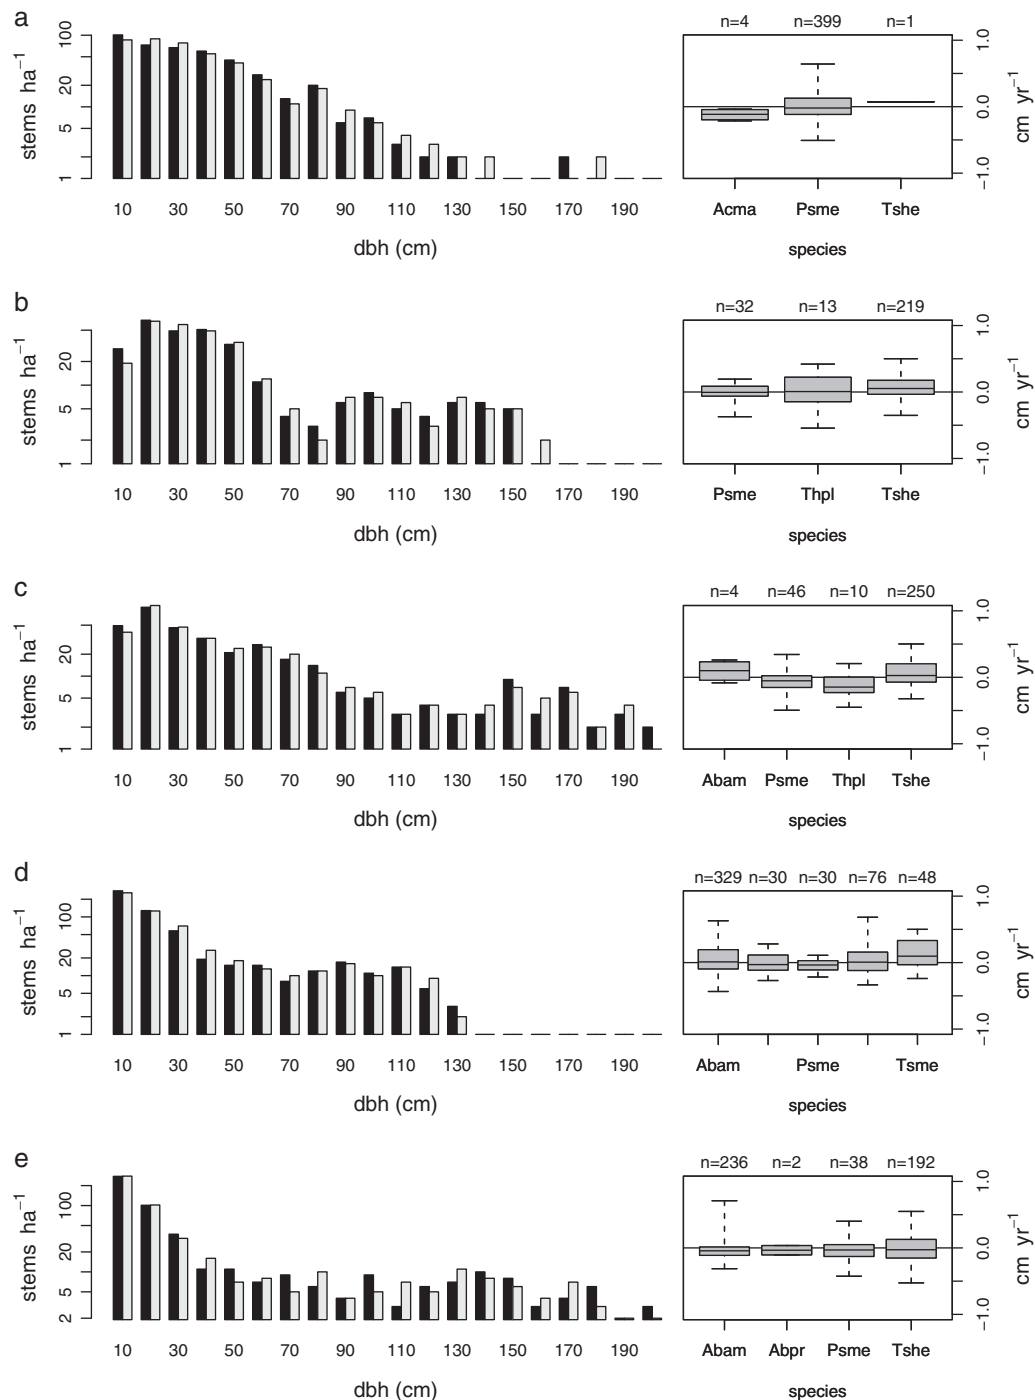 a
stems ha⁻¹
1 5 20 100
10 30 50 70 90 110 130 150 170 190
dbh (cm)
n=4 n=399 n=1
−1.0 0.0 1.0
cm yr⁻¹
Acma Psme Tshe
species
b
stems ha⁻¹
1 5 20
10 30 50 70 90 110 130 150 170 190
dbh (cm)
n=32 n=13 n=219
−1.0 0.0 1.0
cm yr⁻¹
Psme Thpl Tshe
species
c
stems ha⁻¹
1 5 20
10 30 50 70 90 110 130 150 170 190
dbh (cm)
n=4 n=46 n=10 n=250
−1.0 0.0 1.0
cm yr⁻¹
Abam Psme Thpl Tshe
species
d
stems ha⁻¹
1 5 20 100
10 30 50 70 90 110 130 150 170 190
dbh (cm)
n=329 n=30 n=30 n=76 n=48
−1.0 0.0 1.0
cm yr⁻¹
Abam Psme Tsme
species
e
stems ha⁻¹
2 5 20 100
10 30 50 70 90 110 130 150 170 190
dbh (cm)
n=236 n=2 n=38 n=192
−1.0 0.0 1.0
cm yr⁻¹
Abam Abpr Psme Tshe
species